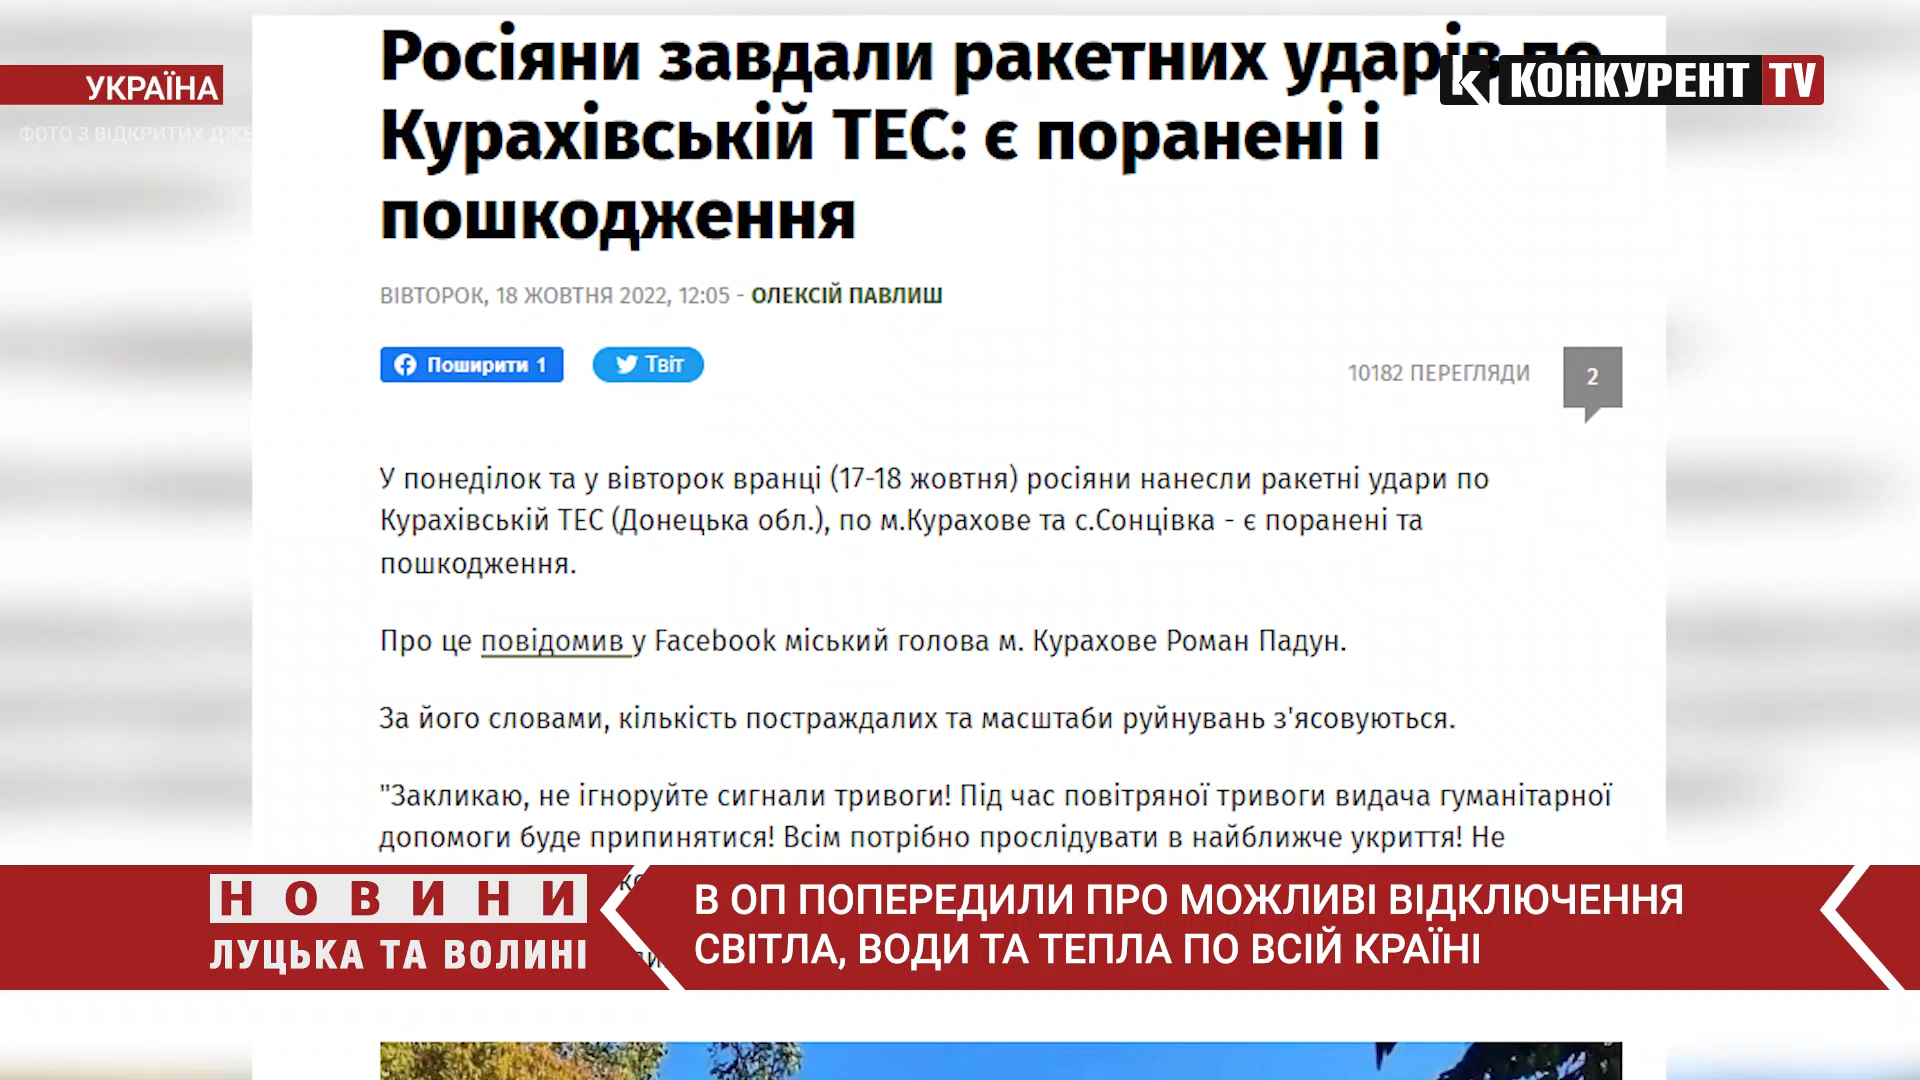 Росіяни завдали ракетних ударів по
Курахівській ТЕС: є поранені і
пошкодження
УКРАЇНА
ФОТО З ВІДКРИТИХ
КОНКУРЕНТ TV
ВІВТОРОК, 18 ЖОВТНЯ 2022, 12:05 - ОЛЕКСІЙ ПАВЛИШ
Поширити 1
Твіт
10182 ПЕРЕГЛЯДИ
2
У понеділок та у вівторок вранці (17-18 жовтня) росіяни нанесли ракетні удари по
Курахівській ТЕС (Донецька обл.), по м.Курахове та с.Сонцівка - є поранені та
пошкодження.
Про це повідомив у Facebook міський голова м. Курахове Роман Падун.
За його словами, кількість постраждалих та масштаби руйнувань з'ясовуються.
"Закликаю, не ігноруйте сигнали тривоги! Під час повітряної тривоги видача гуманітарної
допомоги буде припинятися! Всім потрібно прослідувати в найближче укриття! Не
НОВИНИ
ЛУЦЬКА ТА ВОЛИНІ
В ОП ПОПЕРЕДИЛИ ПРО МОЖЛИВІ ВІДКЛЮЧЕННЯ
СВІТЛА, ВОДИ ТА ТЕПЛА ПО ВСІЙ КРАЇНІ